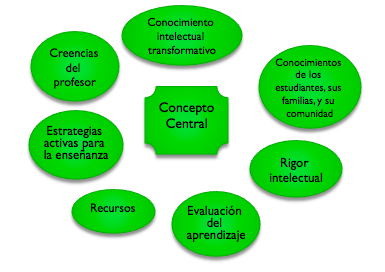 Conocimiento
intelectual
transformativo
Creencias
del
profesor
Conocimientos
de los
estudiantes, sus
familias, y su
comunidad
Concepto
Central
Estrategias
activas para
la enseñanza
Rigor
intelectual
Recursos
Evaluación
del
aprendizaje